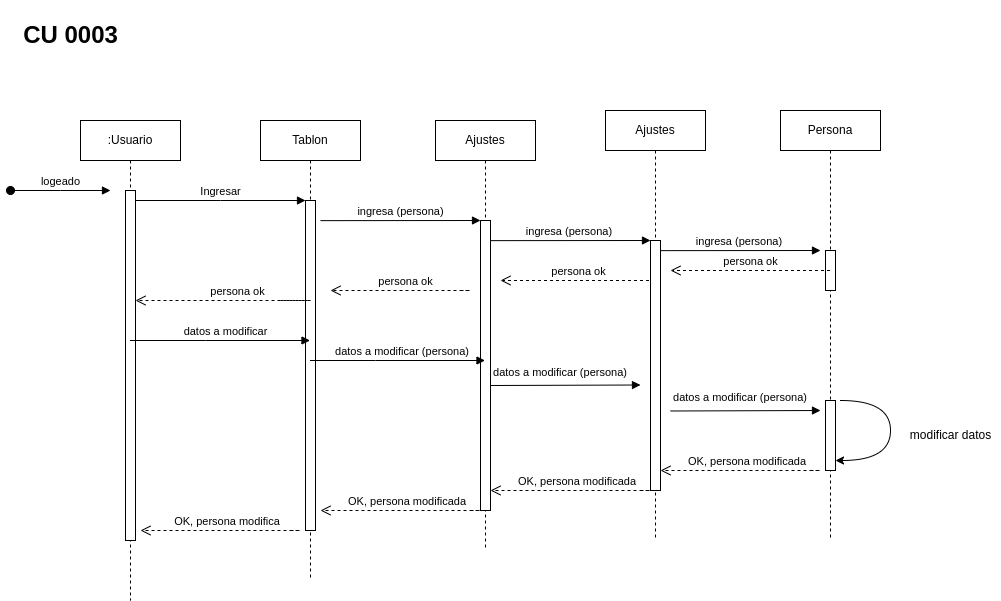 CU 0003
:Usuario
Tablon
Ajustes
Ajustes
Persona
logeado
Ingresar
ingresa (persona)
ingresa (persona)
ingresa (persona)
persona ok
persona ok
persona ok
persona ok
datos a modificar
datos a modificar (persona)
datos a modificar (persona)
datos a modificar (persona)
modificar datos
OK, persona modificada
OK, persona modificada
OK, persona modificada
OK, persona modifica